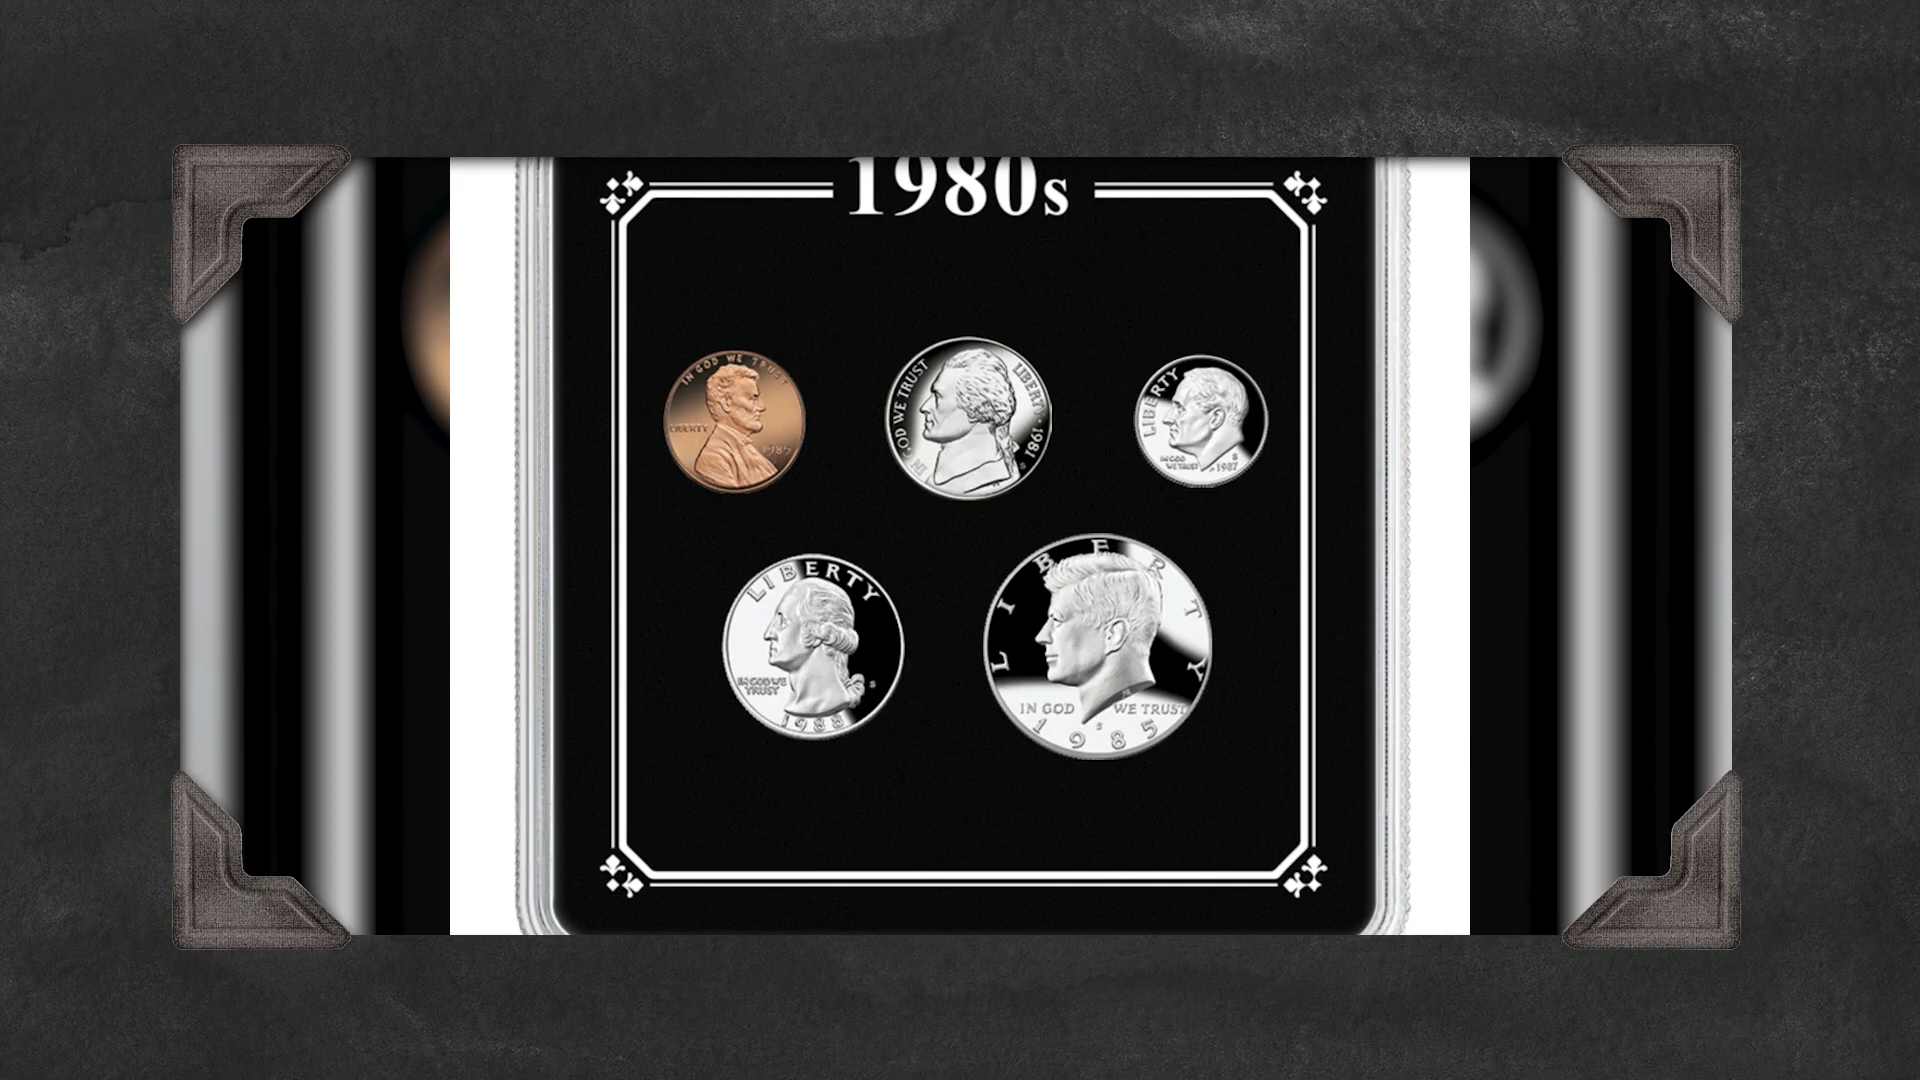 1980s
IN GOD WE TRUST
LIBERTY
1985
IN GOD WE TRUST
LIBERTY · 1981
S
LIBERTY
IN GOD
WE TRUST
S
1987
LIBERTY
IN GOD WE
TRUST
S
1988
LIBERTY
IN GOD WE TRUST
S
1985